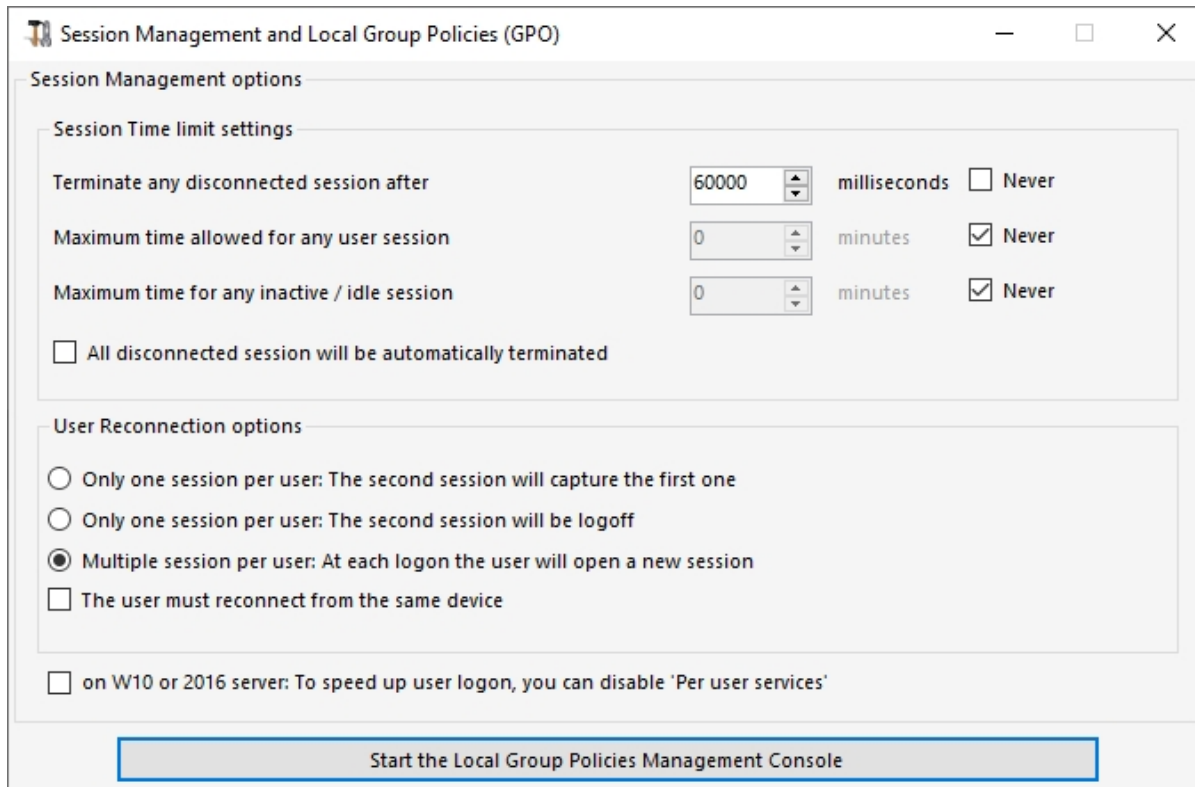 Session Management and Local Group Policies (GPO)
Session Management options
Session Time limit settings
Terminate any disconnected session after 60000 milliseconds Never
Maximum time allowed for any user session 0 minutes Never
Maximum time for any inactive / idle session 0 minutes Never
All disconnected session will be automatically terminated
User Reconnection options
Only one session per user: The second session will capture the first one
Only one session per user: The second session will be logoff
Multiple session per user: At each logon the user will open a new session
The user must reconnect from the same device
on W10 or 2016 server: To speed up user logon, you can disable 'Per user services'
Start the Local Group Policies Management Console